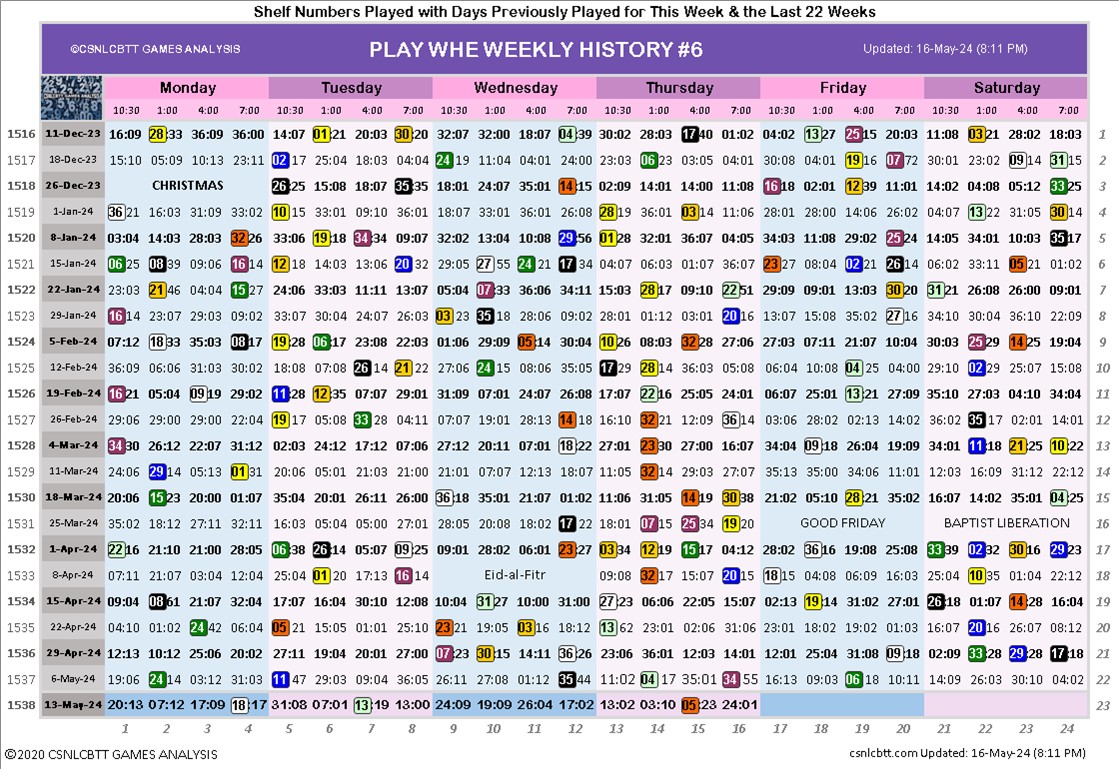 Shelf Numbers Played with Days Previously Played for This Week & the Last 22 Weeks
©CSNLCBTT GAMES ANALYSIS PLAY WHE WEEKLY HISTORY #6 Updated: 16-May-24 (8:11 PM)
Monday Tuesday Wednesday Thursday Friday Saturday
10:30 1:00 4:00 7:00 10:30 1:00 4:00 7:00 10:30 1:00 4:00 7:00 10:30 1:00 4:00 7:00 10:30 1:00 4:00 7:00 10:30 1:00 4:00 7:00
1516 11-Dec-23 16:09 28:33 36:09 36:00 14:07 01:21 20:03 30:20 32:07 32:00 18:07 04:39 30:02 28:03 17:40 01:02 04:02 13:27 25:15 20:03 11:08 03:21 28:02 18:03 1
1517 18-Dec-23 15:10 05:09 10:13 23:11 02:17 25:04 18:03 04:04 24:19 11:04 04:01 24:00 23:03 06:23 03:05 04:01 30:08 04:01 19:16 07:72 30:01 23:02 09:14 31:15 2
1518 26-Dec-23 CHRISTMAS 26:25 15:08 18:07 35:35 18:01 24:07 35:01 14:15 02:09 14:01 14:00 11:08 16:18 02:01 12:39 11:01 14:02 04:08 05:12 33:25 3
1519 1-Jan-24 36:21 16:03 31:09 33:02 10:15 33:01 09:10 36:01 18:07 33:01 36:01 26:08 28:19 36:01 03:14 11:06 28:01 28:00 14:06 26:02 04:07 13:22 31:05 30:14 4
1520 8-Jan-24 03:04 14:03 28:03 32:26 33:06 19:18 34:34 09:07 32:02 13:04 10:08 29:56 01:28 32:01 36:07 04:05 34:03 11:08 29:02 25:24 14:05 34:01 10:03 35:17 5
1521 15-Jan-24 06:25 08:39 09:06 16:14 12:18 14:03 13:06 20:32 29:05 27:55 24:21 17:34 04:07 06:03 01:07 36:07 23:27 08:04 02:21 26:14 06:02 33:11 05:21 01:02 6
1522 22-Jan-24 23:03 21:46 04:04 15:27 24:06 33:03 11:11 13:07 05:04 07:33 36:06 34:11 15:03 28:17 09:10 22:51 29:09 09:01 13:08 30:20 21:31 21:08 26:00 09:01 7
1523 29-Jan-24 16:14 23:07 29:03 09:02 33:07 30:04 24:07 26:03 03:23 35:18 06:06 09:02 28:01 01:12 03:01 20:16 13:07 15:08 35:02 27:16 34:10 30:04 36:10 22:09 8
1524 5-Feb-24 07:12 18:33 35:03 08:17 19:28 06:17 23:08 22:03 01:06 29:09 05:14 30:04 10:26 08:03 32:28 27:06 27:03 07:11 21:07 10:04 30:03 25:29 14:25 19:04 9
1525 12-Feb-24 36:09 06:06 31:03 30:02 18:08 07:08 26:14 21:22 06:10 24:15 08:06 35:05 17:29 28:14 03:08 05:05 06:04 10:08 04:25 04:00 29:10 02:29 25:07 15:08 10
1526 19-Feb-24 16:21 05:04 09:19 29:02 11:28 12:35 07:07 07:00 31:09 07:01 24:07 26:08 17:07 22:16 25:05 24:01 06:07 25:01 13:21 27:09 35:10 27:03 04:10 34:04 11
1527 26-Feb-24 29:06 29:00 29:00 22:04 19:17 05:08 33:28 04:11 07:07 19:01 28:13 14:18 16:10 32:21 12:09 36:14 03:12 28:03 02:13 14:02 36:02 35:17 02:01 14:01 12
1528 4-Mar-24 34:30 26:12 22:07 31:12 02:03 24:12 17:12 07:06 27:12 20:11 07:01 18:22 27:01 23:30 27:00 16:07 34:04 09:18 26:04 19:09 34:01 11:18 21:25 10:22 13
1529 11-Mar-24 24:06 29:14 05:13 01:31 20:06 05:01 21:03 21:00 21:01 07:07 12:13 18:07 11:05 32:14 29:03 27:07 35:13 35:00 14:08 11:01 12:03 16:09 31:12 22:12 14
1530 18-Mar-24 20:06 15:23 20:00 01:07 35:04 20:01 26:11 26:00 36:18 35:01 21:07 01:02 11:06 31:05 14:19 30:38 21:02 05:10 28:21 35:02 16:07 14:02 35:01 04:25 15
1531 25-Mar-24 35:02 18:12 27:11 32:11 16:03 05:04 05:00 27:01 28:05 20:08 18:02 17:22 18:01 07:15 25:34 19:20 GOOD FRIDAY BAPTIST LIBERATION 16
1532 1-Apr-24 22:16 21:10 21:00 28:05 06:38 26:14 05:07 09:25 09:01 28:02 06:01 23:27 03:34 12:19 15:17 04:12 28:02 36:16 19:08 25:08 33:39 02:32 30:16 29:23 17
1533 8-Apr-24 07:11 21:07 03:04 12:04 25:04 01:20 17:13 16:14 Eid-al-Fitr 09:08 32:17 15:07 20:15 18:15 04:08 06:09 16:03 25:04 10:35 01:04 22:12 18
1534 15-Apr-24 09:04 08:61 21:07 32:04 17:07 16:04 30:10 12:08 10:04 31:27 10:00 31:00 27:23 06:06 22:05 15:07 02:13 19:14 31:02 27:01 26:18 01:07 14:28 16:04 19
1535 22-Apr-24 04:10 01:02 24:42 06:04 05:21 15:05 01:01 25:10 23:21 19:05 03:16 18:12 13:62 23:01 02:06 31:06 23:01 18:02 19:02 12:03 16:07 20:16 26:07 08:12 20
1536 29-Apr-24 12:13 10:12 25:06 20:02 27:11 19:04 20:01 27:00 07:23 30:15 14:11 36:26 23:06 36:01 12:03 14:01 12:01 25:04 30:08 09:18 02:09 33:28 29:28 17:18 21
1537 6-May-24 19:06 24:14 03:12 31:03 11:47 29:03 09:04 36:05 26:11 27:08 01:12 35:44 11:02 04:17 35:01 34:55 16:13 09:03 06:18 10:11 14:09 26:03 30:10 04:02 22
1538 13-May-24 20:13 07:12 17:09 18:17 31:08 07:01 13:19 13:00 24:09 19:09 26:04 17:02 13:02 03:10 05:23 24:01 23
1 2 3 4 5 6 7 8 9 10 11 12 13 14 15 16 17 18 19 20 21 22 23 24
©2020 CSNLCBTT GAMES ANALYSIS csnlcbtt.com Updated: 16-May-24 (8:11 PM)